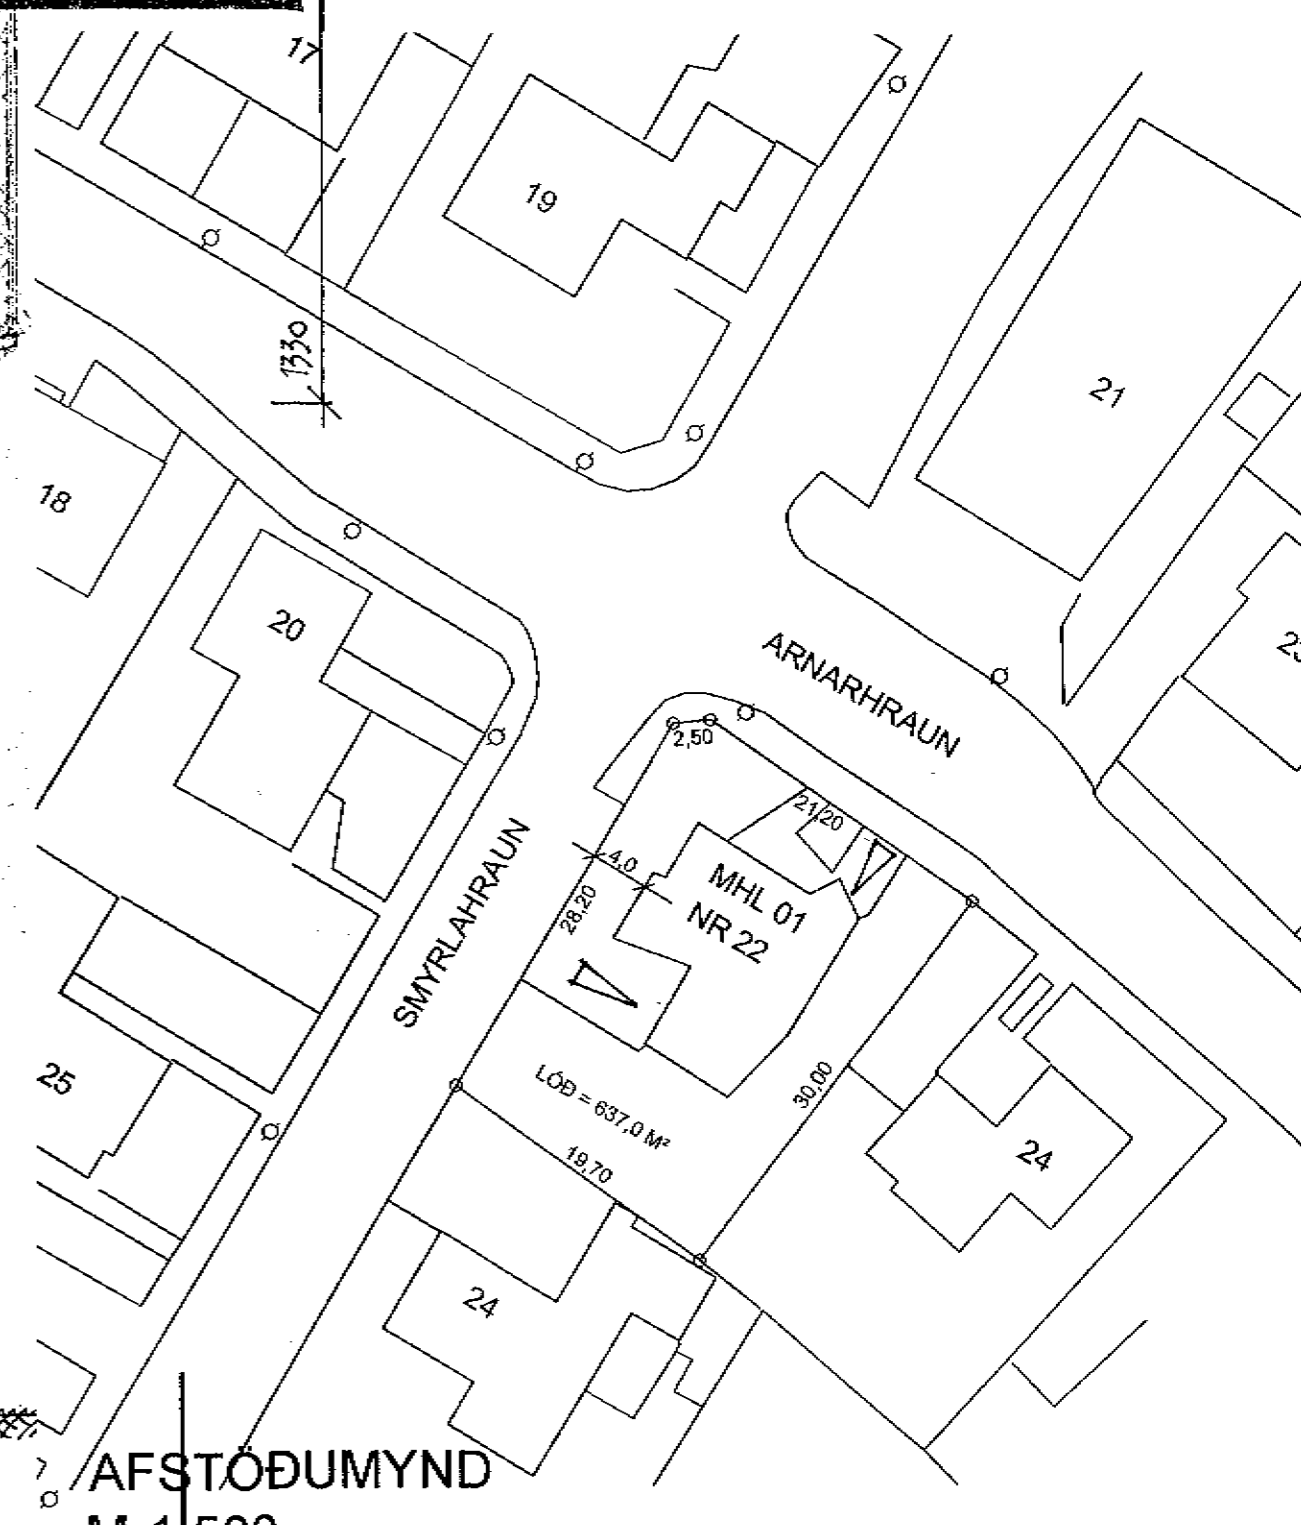 17
19
1330
21
18
20
ARNARHRAUN
2,50
21,20
4,0
MHL 01
NR 22
28,20
SMYRLAHRAUN
25
LÓÐ = 637,0 M²
30,00
19,70
24
24
AFSTÖÐUMYND